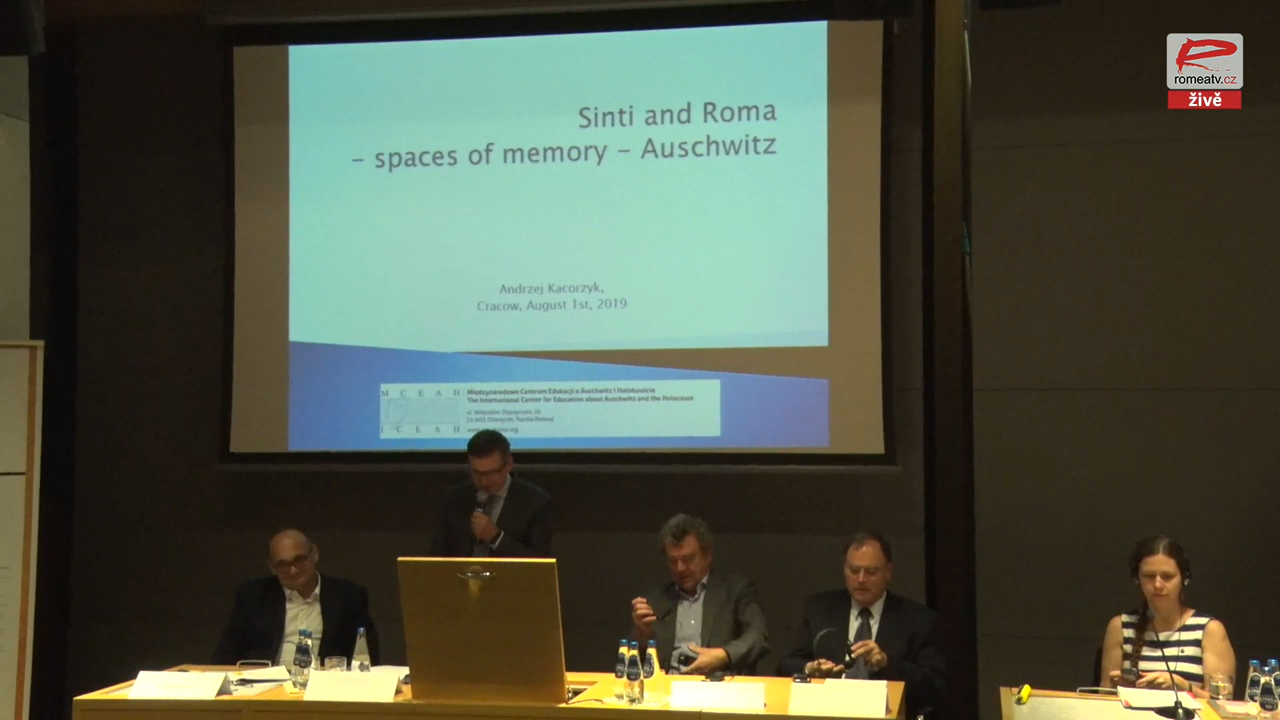 romeatv.cz
živě
Sinti and Roma
- spaces of memory - Auschwitz
Andrzej Kacorzyk,
Cracow, August 1st, 2019
M C E A H
Międzynarodowe Centrum Edukacji o Auschwitz i Holokauście
The International Center for Education about Auschwitz and the Holocaust
I C E A H